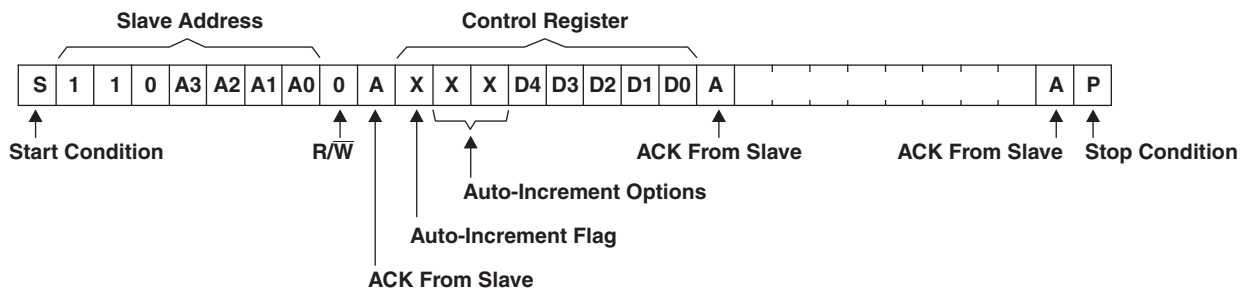 Slave Address Control Register
S 1 1 0 A3 A2 A1 A0 0 A X X X D4 D3 D2 D1 D0 A A P
Start Condition R/W̅ ACK From Slave ACK From Slave Stop Condition
Auto-Increment Options
Auto-Increment Flag
ACK From Slave